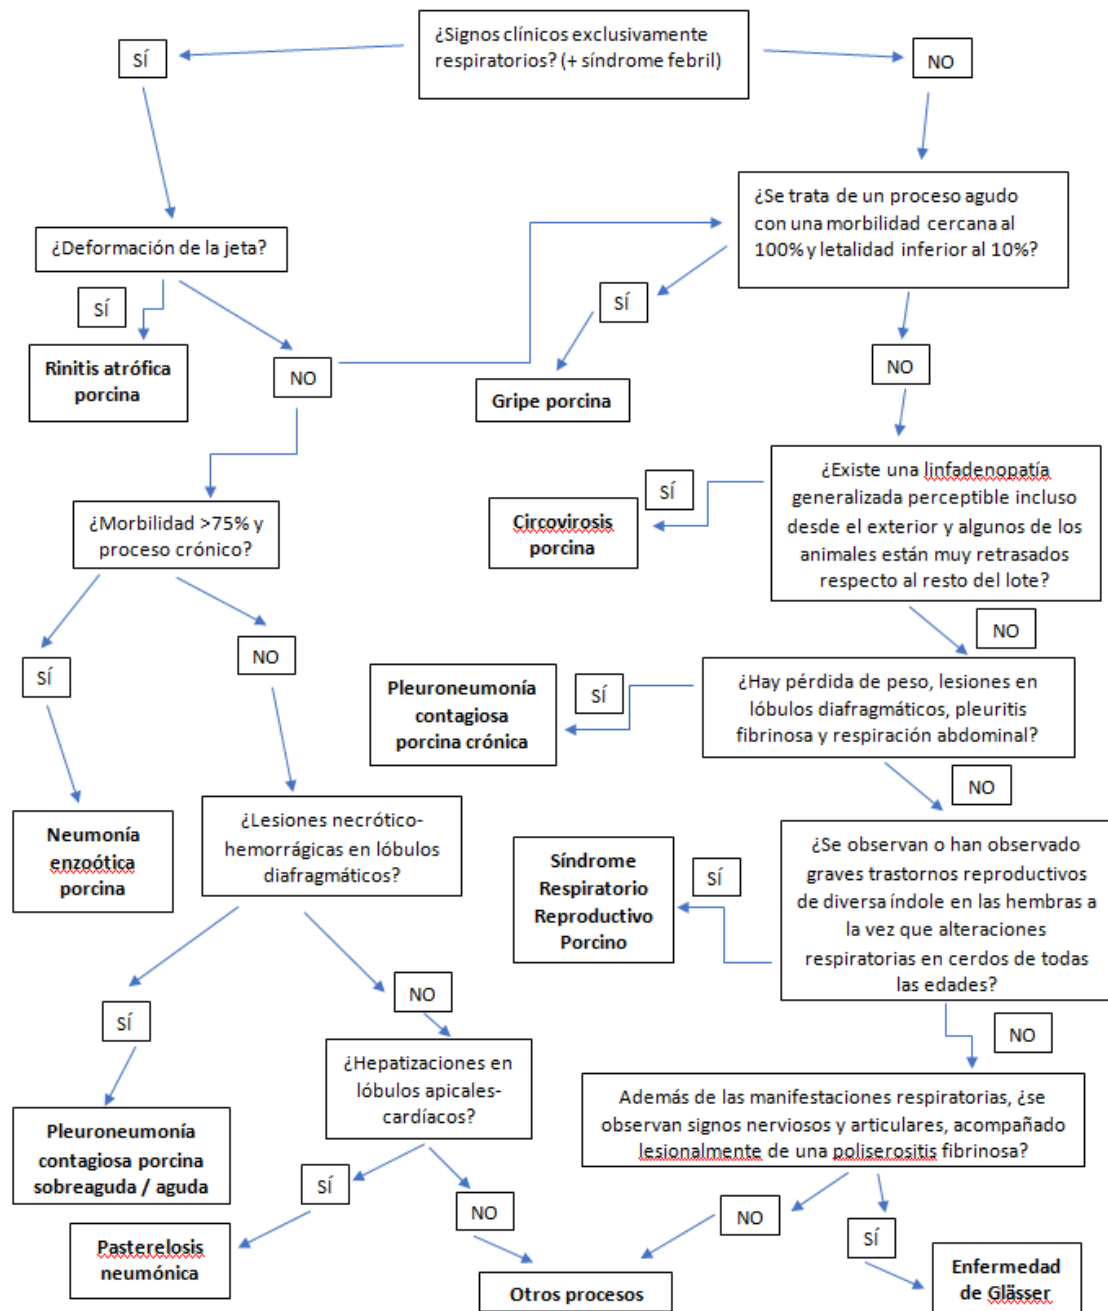 ¿Signos clínicos exclusivamente
respiratorios? (+ síndrome febril)
SÍ
NO
¿Se trata de un proceso agudo
con una morbilidad cercana al
100% y letalidad inferior al 10%?
¿Deformación de la jeta?
SÍ
SÍ
Rinitis atrófica
porcina
NO
NO
Gripe porcina
¿Existe una linfadenopatía
generalizada perceptible incluso
desde el exterior y algunos de los
animales están muy retrasados
respecto al resto del lote?
SÍ
Circovirosis
porcina
¿Morbilidad >75% y
proceso crónico?
NO
NO
SÍ
Pleuroneumonía
contagiosa
porcina crónica
SÍ
¿Hay pérdida de peso, lesiones en
lóbulos diafragmáticos, pleuritis
fibrinosa y respiración abdominal?
NO
Neumonía
enzoótica
porcina
¿Lesiones necrótico-
hemorrágicas en lóbulos
diafragmáticos?
Síndrome
Respiratorio
Reproductivo
Porcino
SÍ
¿Se observan o han observado
graves trastornos reproductivos
de diversa índole en las hembras a
la vez que alteraciones
respiratorias en cerdos de todas
las edades?
NO
SÍ
NO
¿Hepatizaciones en
lóbulos apicales-
cardíacos?
Además de las manifestaciones respiratorias, ¿se
observan signos nerviosos y articulares, acompañado
lesionalmente de una poliserositis fibrinosa?
Pleuroneumonía
contagiosa porcina
sobreaguda / aguda
SÍ
NO
NO
SÍ
Pasterelosis
neumónica
Otros procesos
Enfermedad
de Glässer